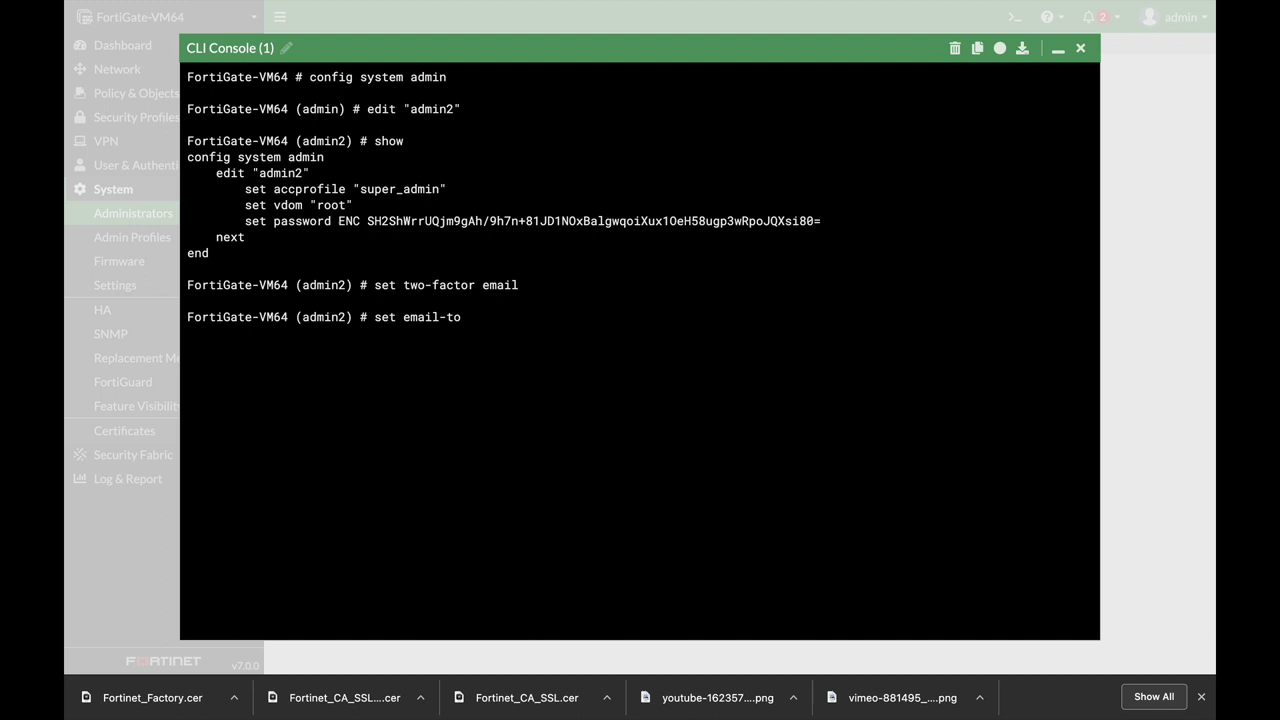 FortiGate-VM64
2
admin
CLI Console (1)
Dashboard
Network
Policy & Objects
Security Profiles
VPN
User & Authenti
System
Administrators
Admin Profiles
Firmware
Settings
HA
SNMP
Replacement Me
FortiGuard
Feature Visibilit
Certificates
Security Fabric
Log & Report
FortiGate-VM64 # config system admin
FortiGate-VM64 (admin) # edit "admin2"
FortiGate-VM64 (admin2) # show
config system admin
edit "admin2"
set accprofile "super_admin"
set vdom "root"
set password ENC SH2ShWrrUQjm9gAh/9h7n+81JD1NOxBalgwqoiXux1OeH58ugp3wRpoJQXsi80=
next
end
FortiGate-VM64 (admin2) # set two-factor email
FortiGate-VM64 (admin2) # set email-to
FORTINET
v7.0.0
Fortinet_Factory.cer
Fortinet_CA_SSL....cer
Fortinet_CA_SSL.cer
youtube-162357....png
vimeo-881495_....png
Show All